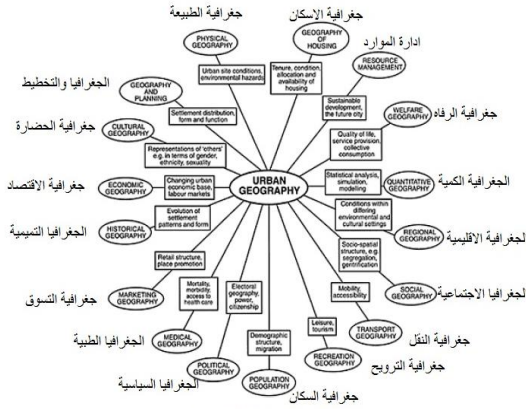 جغرافية الطبيعة
جغرافية الاسكان
ادارة الموارد
PHYSICAL
GEOGRAPHY
GEOGRAPHY
OF
HOUSING
RESOURCE
MANAGEMENT
الجغرافيا والتخطيط
GEOGRAPHY
AND
PLANNING
Urban site conditions,
environmental hazards
Tenure, condition,
allocation and
availability of
housing
Sustainable
development,
the future city
WELFARE
GEOGRAPHY
جغرافية الرفاه
جغرافية الحضارة
CULTURAL
GEOGRAPHY
Settlement distribution,
form and function
Quality of life,
service provision,
collective
consumption
Representations of 'others'
e.g. in terms of gender,
ethnicity, sexuality
URBAN
GEOGRAPHY
Statistical analysis,
simulation,
modelling
QUANTITATIVE
GEOGRAPHY
الجغرافية الكمية
جغرافية الاقتصاد
ECONOMIC
GEOGRAPHY
Changing urban
economic base,
labour markets
Conditions within
differing
environmental and
cultural settings
REGIONAL
GEOGRAPHY
لجغرافية الاقليمية
الجغرافيا التميمية
HISTORICAL
GEOGRAPHY
Evolution of
settlement
patterns and form
Socio-spatial
structure, e.g.
segregation,
gentrification
SOCIAL
GEOGRAPHY
لجغرافيا الاجتماعية
جغرافية التسوق
MARKETING
GEOGRAPHY
Retail structure,
place promotion
Mortality,
morbidity,
access to
health care
Electoral
geography,
power,
citizenship
Demographic
structure,
migration
Leisure,
tourism
Mobility,
accessibility
TRANSPORT
GEOGRAPHY
جغرافية النقل
الجغرافيا الطبية
MEDICAL
GEOGRAPHY
POLITICAL
GEOGRAPHY
الجغرافيا السياسية
POPULATION
GEOGRAPHY
جغرافية السكان
RECREATION
GEOGRAPHY
جغرافية الترويح